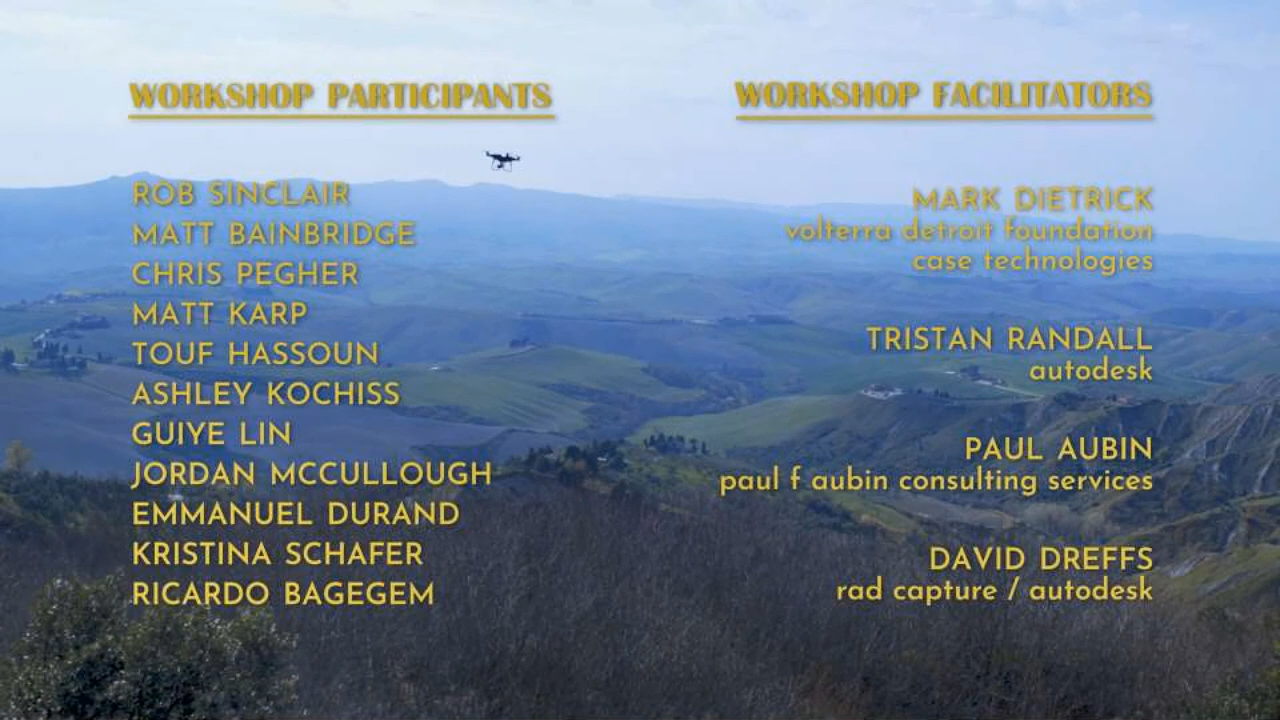 WORKSHOP PARTICIPANTS
ROB SINCLAIR
MATT BAINBRIDGE
CHRIS PEGHER
MATT KARP
TOUF HASSOUN
ASHLEY KOCHISS
GUIYE LIN
JORDAN MCCULLOUGH
EMMANUEL DURAND
KRISTINA SCHAFER
RICARDO BAGEGEM
WORKSHOP FACILITATORS
MARK DIETRICK
volterra detroit foundation
case technologies
TRISTAN RANDALL
autodesk
PAUL AUBIN
paul f aubin consulting services
DAVID DREFFS
rad capture / autodesk